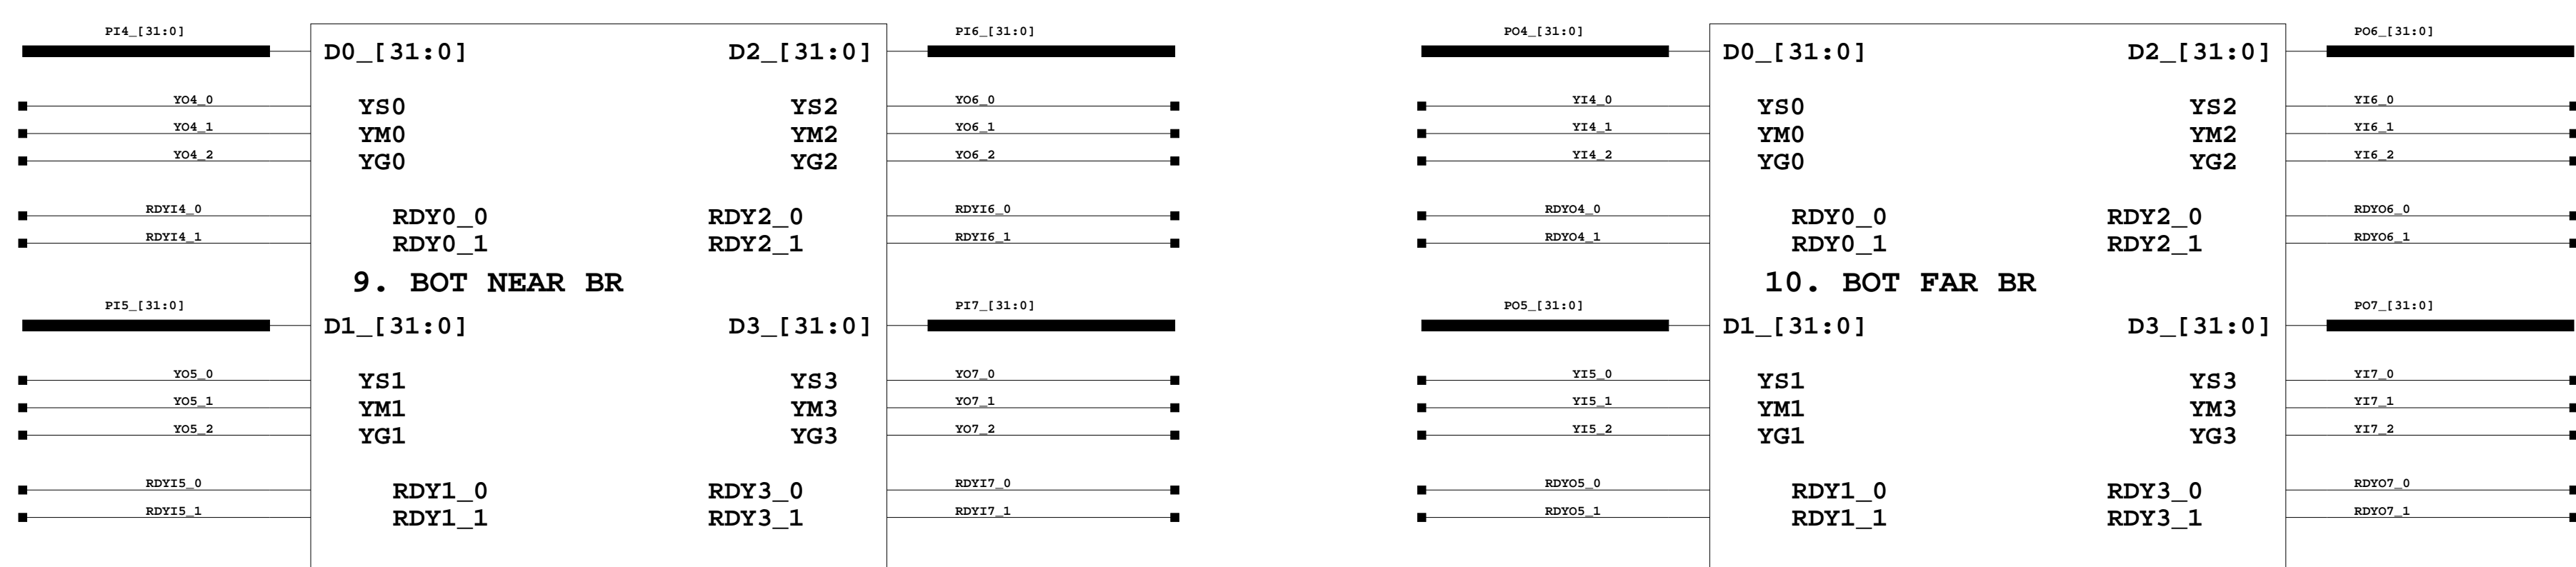 PI4_[31:0] PI6_[31:0] PO4_[31:0] PO6_[31:0]
D0_[31:0] D2_[31:0] D0_[31:0] D2_[31:0]
YO4_0 YS0 YS2 YO6_0 YI4_0 YS0 YS2 YI6_0
YO4_1 YM0 YM2 YO6_1 YI4_1 YM0 YM2 YI6_1
YO4_2 YG0 YG2 YO6_2 YI4_2 YG0 YG2 YI6_2
RDYI4_0 RDY0_0 RDY2_0 RDYI6_0 RDYO4_0 RDY0_0 RDY2_0 RDYO6_0
RDYI4_1 RDY0_1 RDY2_1 RDYI6_1 RDYO4_1 RDY0_1 RDY2_1 RDYO6_1
9. BOT NEAR BR 10. BOT FAR BR
PI5_[31:0] PI7_[31:0] PO5_[31:0] PO7_[31:0]
D1_[31:0] D3_[31:0] D1_[31:0] D3_[31:0]
YO5_0 YS1 YS3 YO7_0 YI5_0 YS1 YS3 YI7_0
YO5_1 YM1 YM3 YO7_1 YI5_1 YM1 YM3 YI7_1
YO5_2 YG1 YG3 YO7_2 YI5_2 YG1 YG3 YI7_2
RDYI5_0 RDY1_0 RDY3_0 RDYI7_0 RDYO5_0 RDY1_0 RDY3_0 RDYO7_0
RDYI5_1 RDY1_1 RDY3_1 RDYI7_1 RDYO5_1 RDY1_1 RDY3_1 RDYO7_1